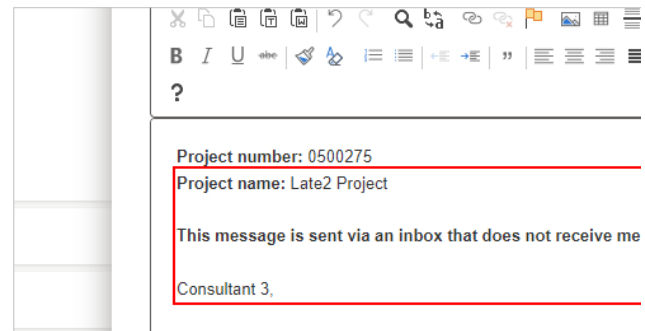 B I U abc
?
Project number: 0500275
Project name: Late2 Project
This message is sent via an inbox that does not receive me
Consultant 3,